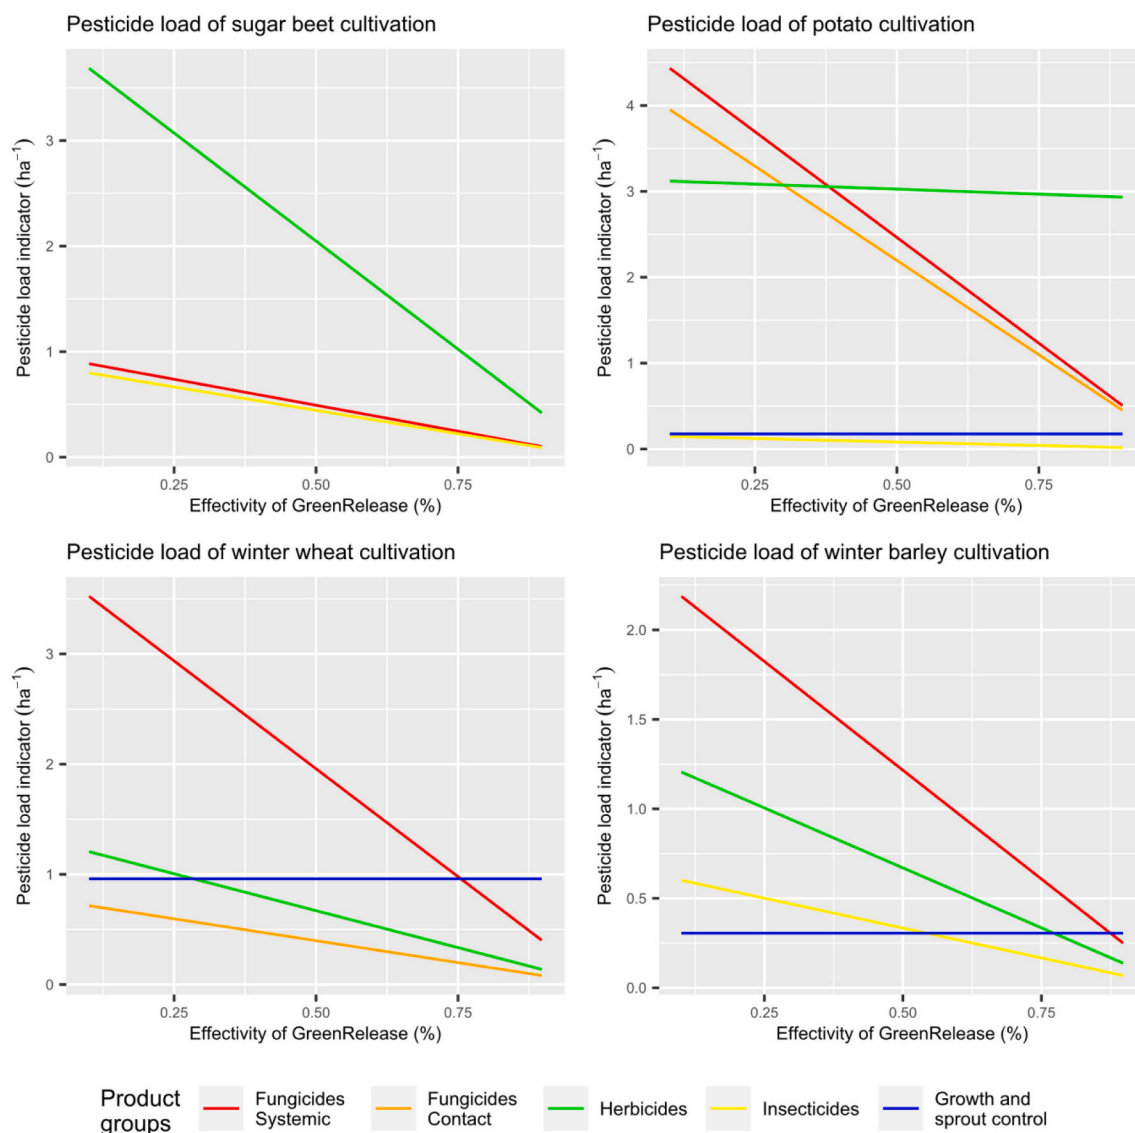 Pesticide load of sugar beet cultivation
Pesticide load indicator (ha⁻¹)
3
2
1
0
0.25 0.50 0.75
Effectivity of GreenRelease (%)
Pesticide load of potato cultivation
Pesticide load indicator (ha⁻¹)
4
3
2
1
0
0.25 0.50 0.75
Effectivity of GreenRelease (%)
Pesticide load of winter wheat cultivation
Pesticide load indicator (ha⁻¹)
3
2
1
0
0.25 0.50 0.75
Effectivity of GreenRelease (%)
Pesticide load of winter barley cultivation
Pesticide load indicator (ha⁻¹)
2.0
1.5
1.0
0.5
0.0
0.25 0.50 0.75
Effectivity of GreenRelease (%)
Product
groups
Fungicides
Systemic
Fungicides
Contact
Herbicides
Insecticides
Growth and
sprout control